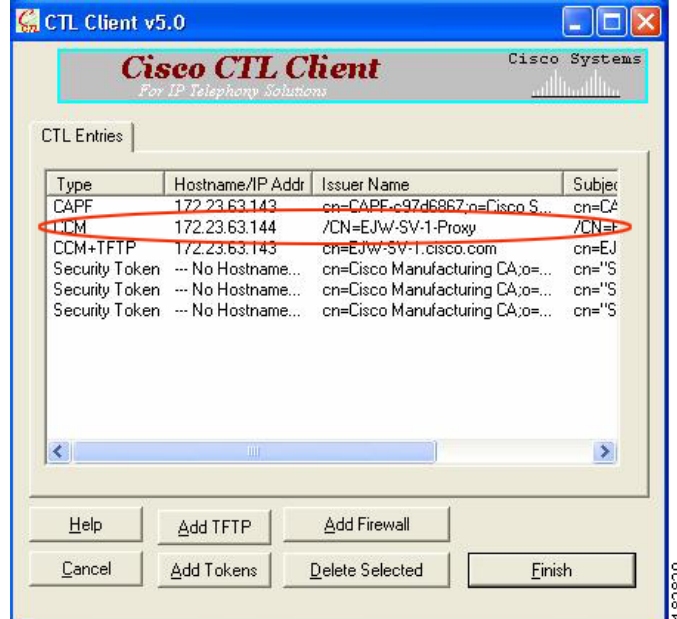 CTL Client v5.0
Cisco CTL Client
For IP Telephony Solutions
Cisco Systems
CTL Entries
Type Hostname/IP Addr Issuer Name Subjec
CAPF 172.23.63.143 cn=CAPF-c97d6867;o=Cisco S... cn=CA
CCM 172.23.63.144 /CN=EJW-SV-1-Proxy /CN=E
CCM+TFTP 172.23.63.143 cn=EJW-SV-1.cisco.com cn=EJ
Security Token --- No Hostname... cn=Cisco Manufacturing CA;o=... cn="S
Security Token --- No Hostname... cn=Cisco Manufacturing CA;o=... cn="S
Security Token --- No Hostname... cn=Cisco Manufacturing CA;o=... cn="S
Help Add TFTP Add Firewall
Cancel Add Tokens Delete Selected Finish